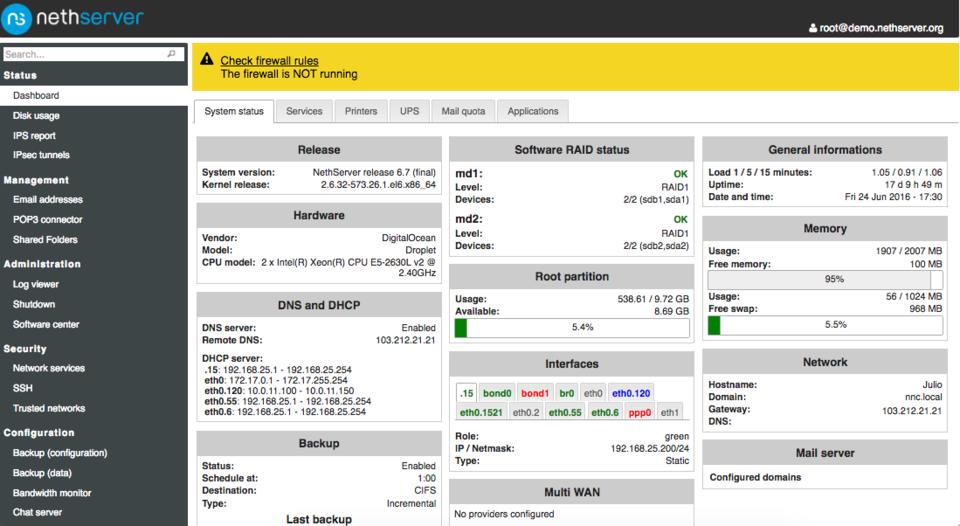 nethserver
root@demo.nethserver.org
Search...
Status
Dashboard
Disk usage
IPS report
IPsec tunnels
Management
Email addresses
POP3 connector
Shared Folders
Administration
Log viewer
Shutdown
Software center
Security
Network services
SSH
Trusted networks
Configuration
Backup (configuration)
Backup (data)
Bandwidth monitor
Chat server
Check firewall rules
The firewall is NOT running
System status Services Printers UPS Mail quota Applications
Release
System version: NethServer release 6.7 (final)
Kernel release: 2.6.32-573.26.1.el6.x86_64
Hardware
Vendor: DigitalOcean
Model: Droplet
CPU model: 2 x Intel(R) Xeon(R) CPU E5-2630L v2 @
2.40GHz
DNS and DHCP
DNS server: Enabled
Remote DNS: 103.212.21.21
DHCP server:
.15: 192.168.25.1 - 192.168.25.254
eth0: 172.17.0.1 - 172.17.255.254
eth0.120: 10.0.11.100 - 10.0.11.150
eth0.55: 192.168.25.1 - 192.168.25.254
eth0.6: 192.168.25.1 - 192.168.25.254
Backup
Status: Enabled
Schedule at: 1:00
Destination: CIFS
Type: Incremental
Last backup
Software RAID status
md1: OK
Level: RAID1
Devices: 2/2 (sdb1,sda1)
md2: OK
Level: RAID1
Devices: 2/2 (sdb2,sda2)
Root partition
Usage: 538.61 / 9.72 GB
Available: 8.69 GB
5.4%
Interfaces
.15 bond0 bond1 br0 eth0 eth0.120
eth0.1521 eth0.2 eth0.55 eth0.6 ppp0 eth1
Role: green
IP / Netmask: 192.168.25.200/24
Type: Static
Multi WAN
No providers configured
General informations
Load 1 / 5 / 15 minutes: 1.05 / 0.91 / 1.06
Uptime: 17 d 9 h 49 m
Date and time: Fri 24 Jun 2016 - 17:30
Memory
Usage: 1907 / 2007 MB
Free memory: 100 MB
95%
Usage: 56 / 1024 MB
Free swap: 968 MB
5.5%
Network
Hostname: Julio
Domain: nnc.local
Gateway: 103.212.21.21
DNS:
Mail server
Configured domains